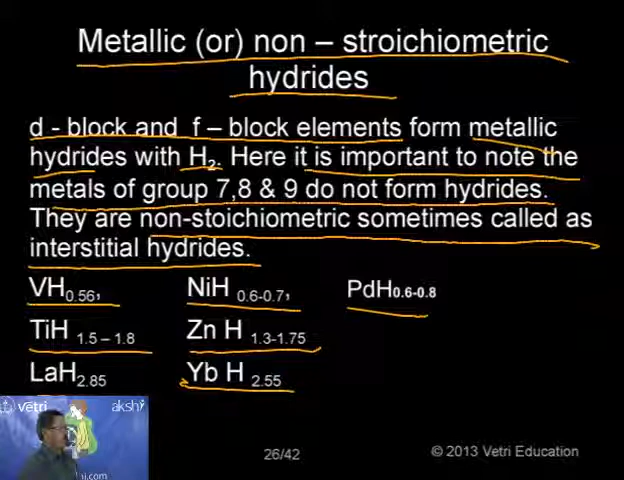 Metallic (or) non – stroichiometric
hydrides
d - block and f – block elements form metallic
hydrides with H₂. Here it is important to note the
metals of group 7,8 & 9 do not form hydrides.
They are non-stoichiometric sometimes called as
interstitial hydrides.
VH0.56, NiH 0.6-0.7, PdH0.6-0.8
TiH 1.5 – 1.8 Zn H 1.3-1.75
LaH2.85 Yb H 2.55
vetri akshi
26/42 © 2013 Vetri Education